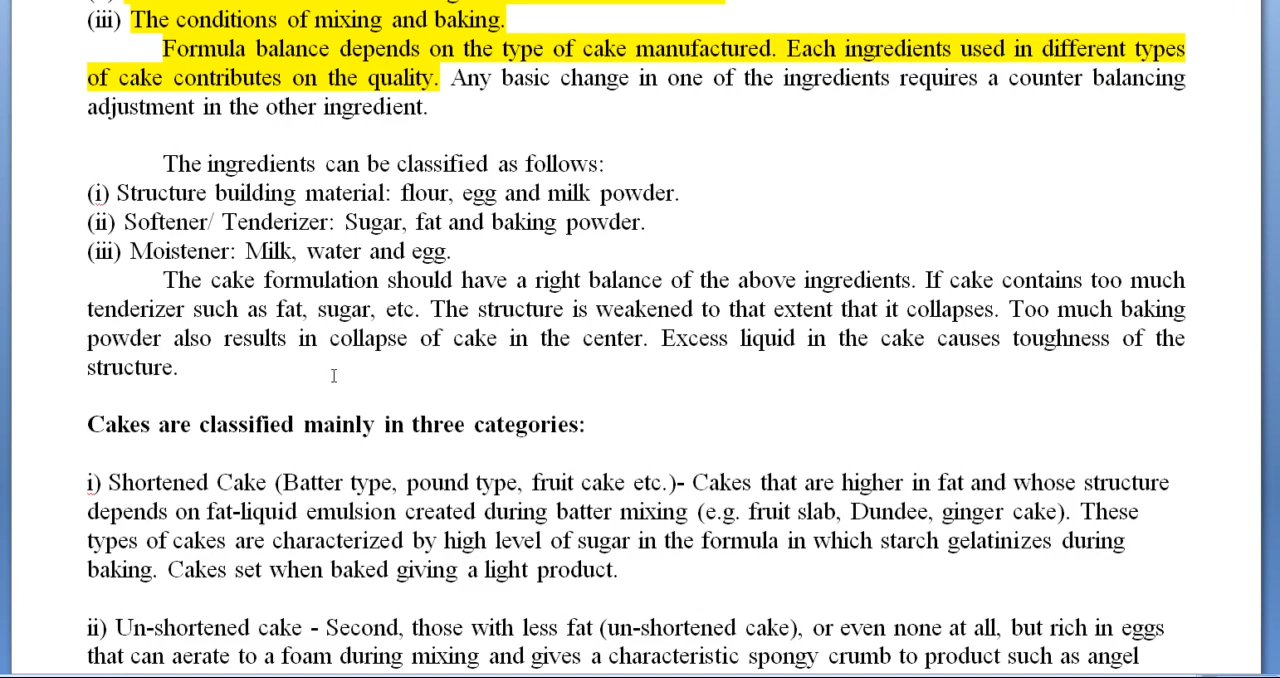 (iii) The conditions of mixing and baking.
Formula balance depends on the type of cake manufactured. Each ingredients used in different types
of cake contributes on the quality. Any basic change in one of the ingredients requires a counter balancing
adjustment in the other ingredient.
The ingredients can be classified as follows:
(i) Structure building material: flour, egg and milk powder.
(ii) Softener/ Tenderizer: Sugar, fat and baking powder.
(iii) Moistener: Milk, water and egg.
The cake formulation should have a right balance of the above ingredients. If cake contains too much
tenderizer such as fat, sugar, etc. The structure is weakened to that extent that it collapses. Too much baking
powder also results in collapse of cake in the center. Excess liquid in the cake causes toughness of the
structure.
Cakes are classified mainly in three categories:
i) Shortened Cake (Batter type, pound type, fruit cake etc.)- Cakes that are higher in fat and whose structure
depends on fat-liquid emulsion created during batter mixing (e.g. fruit slab, Dundee, ginger cake). These
types of cakes are characterized by high level of sugar in the formula in which starch gelatinizes during
baking. Cakes set when baked giving a light product.
ii) Un-shortened cake - Second, those with less fat (un-shortened cake), or even none at all, but rich in eggs
that can aerate to a foam during mixing and gives a characteristic spongy crumb to product such as angel